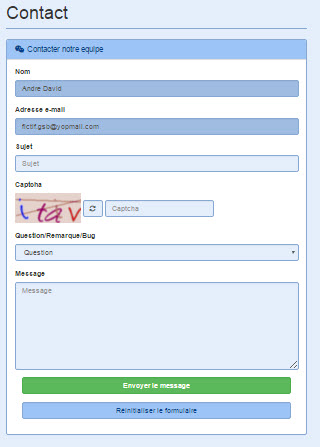 Contact
Contacter notre equipe
Nom
Andre David
Adresse e-mail
fictif.gsb@yopmail.com
Sujet
Sujet
Captcha
Captcha
Question/Remarque/Bug
Question
Message
Message
Envoyer le message
Réinitialiser le formulaire